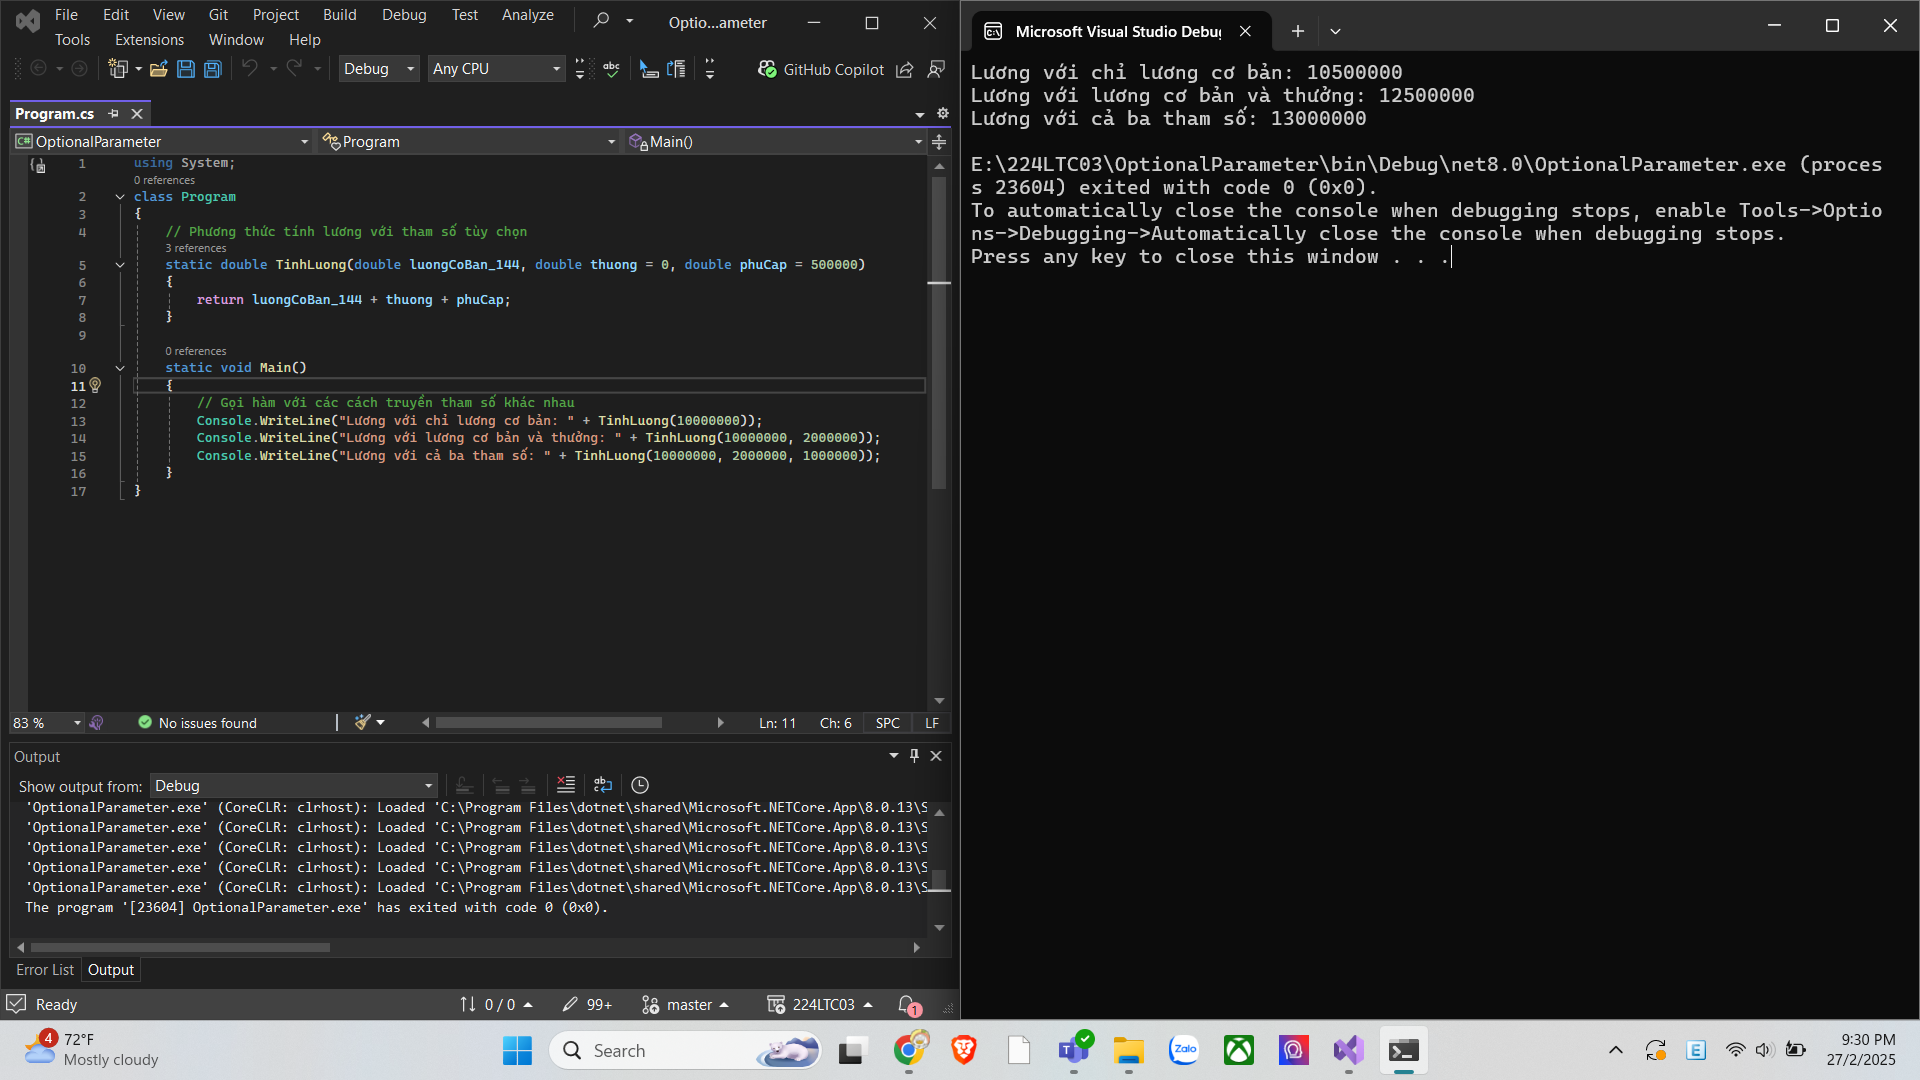 File Edit View Git Project Build Debug Test Analyze Optio...ameter
Tools Extensions Window Help
Debug Any CPU GitHub Copilot
Program.cs
OptionalParameter Program Main()
1 using System;
0 references
2 class Program
3 {
4 // Phương thức tính lương với tham số tùy chọn
3 references
5 static double TinhLuong(double luongCoBan_144, double thuong = 0, double phuCap = 500000)
6 {
7 return luongCoBan_144 + thuong + phuCap;
8 }
9
0 references
10 static void Main()
11 {
12 // Gọi hàm với các cách truyền tham số khác nhau
13 Console.WriteLine("Lương với chỉ lương cơ bản: " + TinhLuong(10000000));
14 Console.WriteLine("Lương với lương cơ bản và thưởng: " + TinhLuong(10000000, 2000000));
15 Console.WriteLine("Lương với cả ba tham số: " + TinhLuong(10000000, 2000000, 1000000));
16 }
17 }
83 % No issues found Ln: 11 Ch: 6 SPC LF
Output
Show output from: Debug
'OptionalParameter.exe' (CoreCLR: clrhost): Loaded 'C:\Program Files\dotnet\shared\Microsoft.NETCore.App\8.0.13\S
'OptionalParameter.exe' (CoreCLR: clrhost): Loaded 'C:\Program Files\dotnet\shared\Microsoft.NETCore.App\8.0.13\S
'OptionalParameter.exe' (CoreCLR: clrhost): Loaded 'C:\Program Files\dotnet\shared\Microsoft.NETCore.App\8.0.13\S
'OptionalParameter.exe' (CoreCLR: clrhost): Loaded 'C:\Program Files\dotnet\shared\Microsoft.NETCore.App\8.0.13\S
'OptionalParameter.exe' (CoreCLR: clrhost): Loaded 'C:\Program Files\dotnet\shared\Microsoft.NETCore.App\8.0.13\S
The program '[23604] OptionalParameter.exe' has exited with code 0 (0x0).
Error List Output
Ready 0 / 0 99+ master 224LTC03 1
Microsoft Visual Studio Debug
Lương với chỉ lương cơ bản: 10500000
Lương với lương cơ bản và thưởng: 12500000
Lương với cả ba tham số: 13000000
E:\224LTC03\OptionalParameter\bin\Debug\net8.0\OptionalParameter.exe (proces
s 23604) exited with code 0 (0x0).
To automatically close the console when debugging stops, enable Tools->Optio
ns->Debugging->Automatically close the console when debugging stops.
Press any key to close this window . . .
4 72°F
Mostly cloudy
Search
Zalo
9:30 PM
27/2/2025